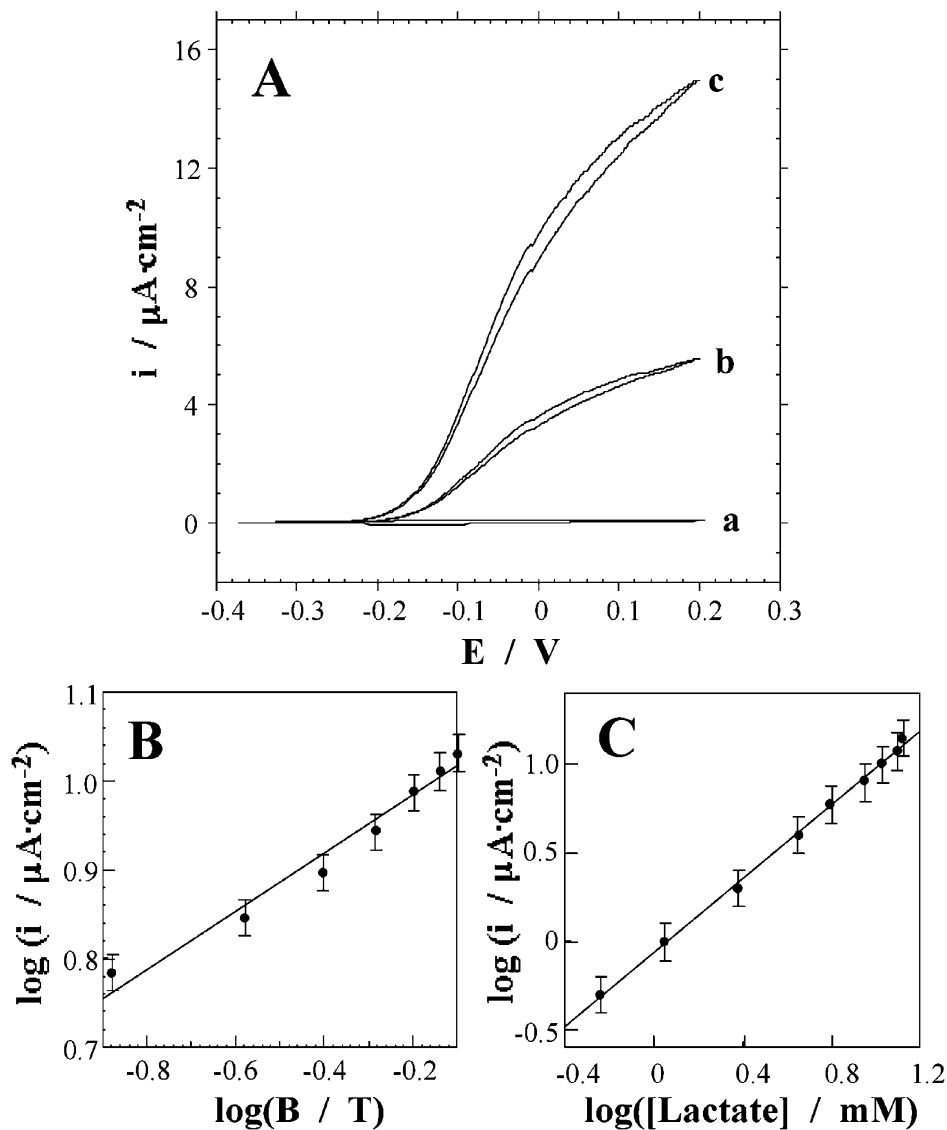 A
16
12
8
4
0
i / µA·cm⁻²
c
b
a
-0.4 -0.3 -0.2 -0.1 0 0.1 0.2 0.3
E / V
B
1.1
1.0
0.9
0.8
0.7
log (i / µA·cm⁻²)
-0.8 -0.6 -0.4 -0.2
log(B / T)
C
1.0
0.5
0
-0.5
log (i / µA·cm⁻²)
-0.4 0 0.4 0.8 1.2
log([Lactate] / mM)